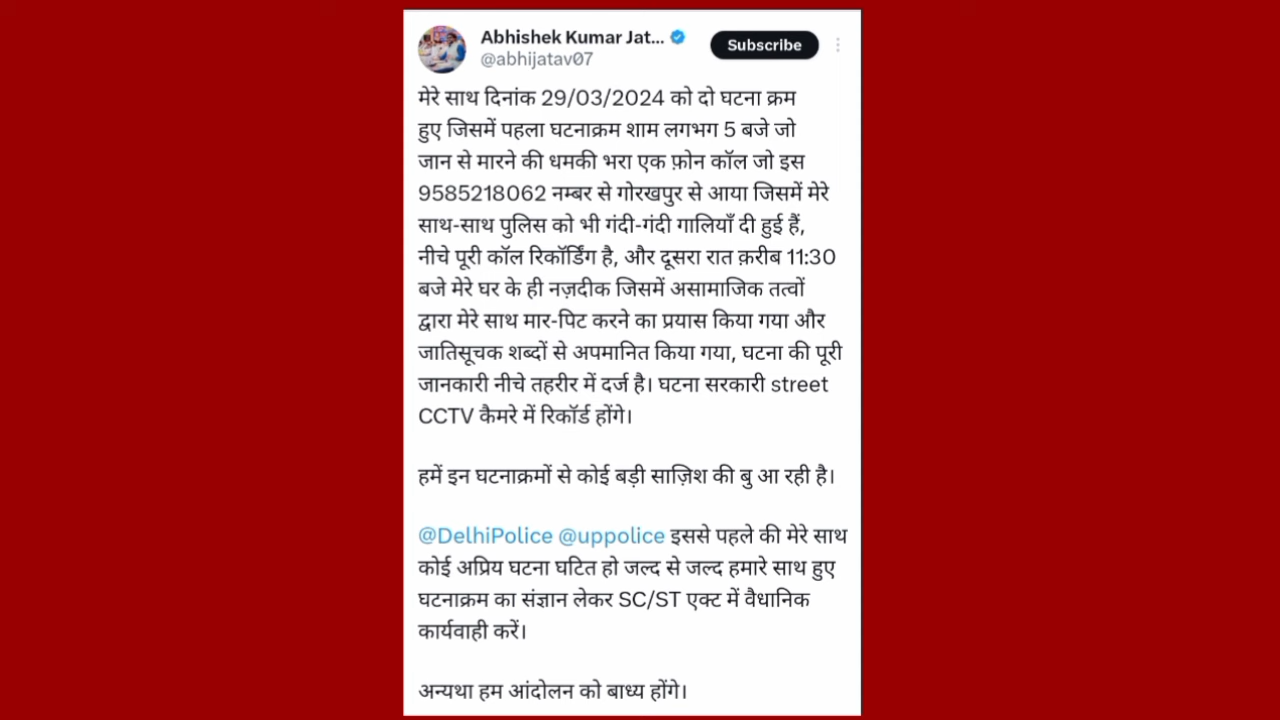 Abhishek Kumar Jat...
Subscribe
@abhijatav07
मेरे साथ दिनांक 29/03/2024 को दो घटना क्रम
हुए जिसमें पहला घटनाक्रम शाम लगभग 5 बजे जो
जान से मारने की धमकी भरा एक फ़ोन कॉल जो इस
9585218062 नम्बर से गोरखपुर से आया जिसमें मेरे
साथ-साथ पुलिस को भी गंदी-गंदी गालियाँ दी हुई हैं,
नीचे पूरी कॉल रिकॉर्डिंग है, और दूसरा रात क़रीब 11:30
बजे मेरे घर के ही नज़दीक जिसमें असामाजिक तत्वों
द्वारा मेरे साथ मार-पिट करने का प्रयास किया गया और
जातिसूचक शब्दों से अपमानित किया गया, घटना की पूरी
जानकारी नीचे तहरीर में दर्ज है। घटना सरकारी street
CCTV कैमरे में रिकॉर्ड होंगे।
हमें इन घटनाक्रमों से कोई बड़ी साज़िश की बु आ रही है।
@DelhiPolice @uppolice इससे पहले की मेरे साथ
कोई अप्रिय घटना घटित हो जल्द से जल्द हमारे साथ हुए
घटनाक्रम का संज्ञान लेकर SC/ST एक्ट में वैधानिक
कार्यवाही करें।
अन्यथा हम आंदोलन को बाध्य होंगे।